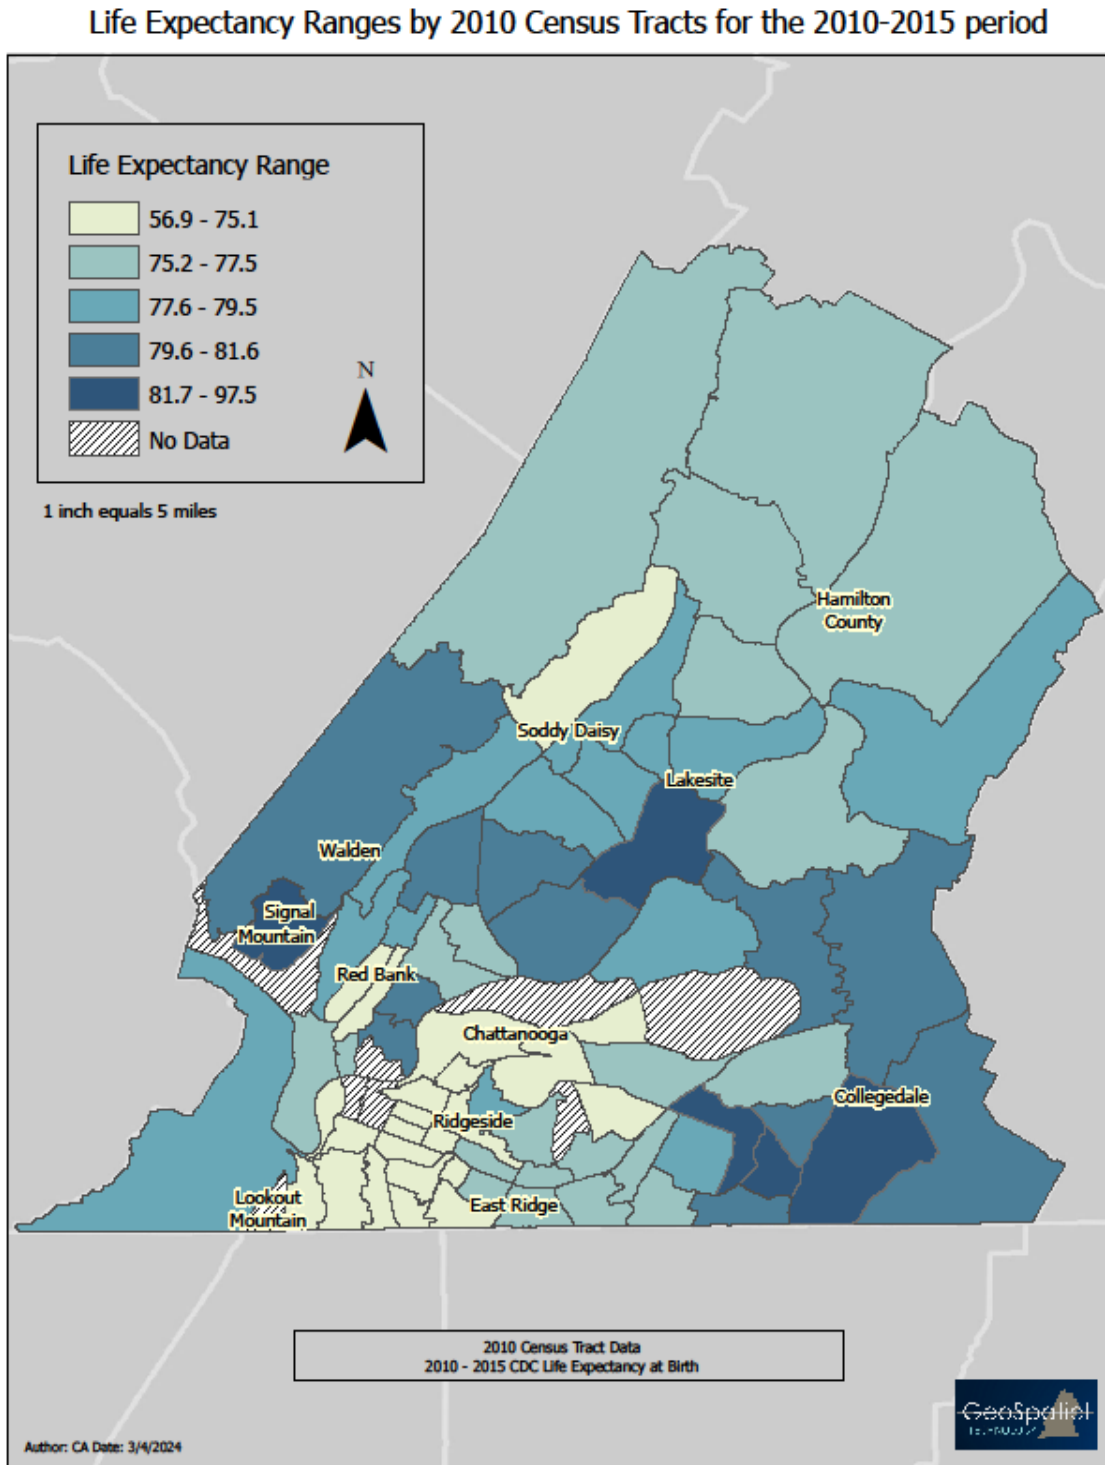 Life Expectancy Ranges by 2010 Census Tracts for the 2010-2015 period
Life Expectancy Range
56.9 - 75.1
75.2 - 77.5
77.6 - 79.5
79.6 - 81.6
81.7 - 97.5
No Data
N
1 inch equals 5 miles
Hamilton
County
Soddy Daisy
Lakesite
Walden
Signal
Mountain
Red Bank
Chattanooga
Collegedale
Ridgeside
Lookout
Mountain
East Ridge
2010 Census Tract Data
2010 - 2015 CDC Life Expectancy at Birth
GeoSpatial
TECHNOLOGY
Author: CA Date: 3/4/2024